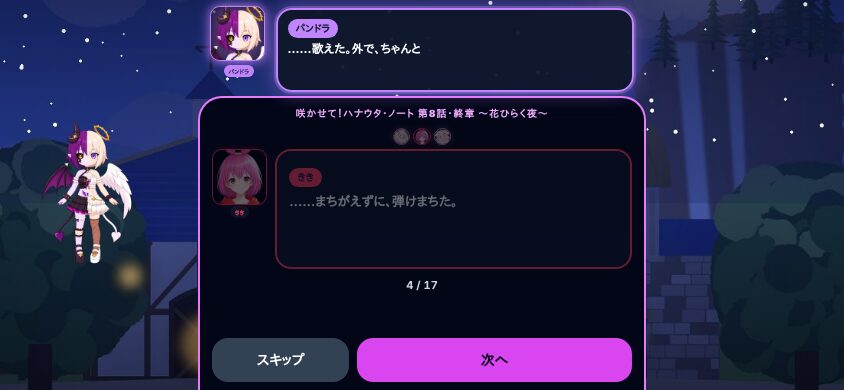 パンドラ
……歌えた。外で、ちゃんと
パンドラ
咲かせて!ハナウタ・ノート 第8話・終章 〜花ひらく夜〜
きき
……まちがえずに、弾けまちた。
きき
4 / 17
スキップ
次へ